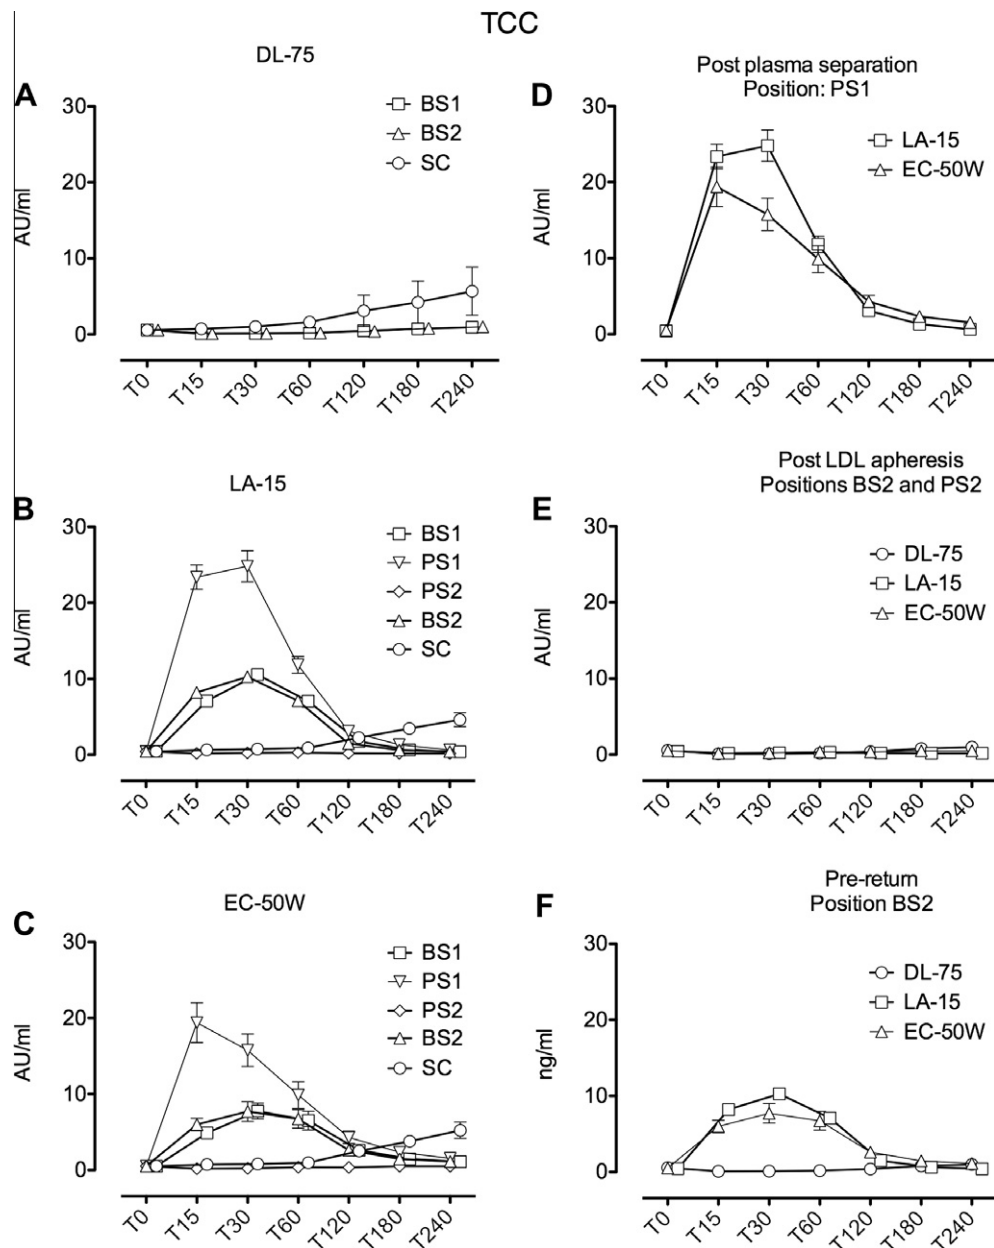 TCC
DL-75
A
30
20
10
0
AU/ml
BS1
BS2
SC
T0 T15 T30 T60 T120 T180 T240
LA-15
B
30
20
10
0
AU/ml
BS1
PS1
PS2
BS2
SC
T0 T15 T30 T60 T120 T180 T240
EC-50W
C
30
20
10
0
AU/ml
BS1
PS1
PS2
BS2
SC
T0 T15 T30 T60 T120 T180 T240
Post plasma separation
Position: PS1
D
30
20
10
0
AU/ml
LA-15
EC-50W
T0 T15 T30 T60 T120 T180 T240
Post LDL apheresis
Positions BS2 and PS2
E
30
20
10
0
AU/ml
DL-75
LA-15
EC-50W
T0 T15 T30 T60 T120 T180 T240
Pre-return
Position BS2
F
30
20
10
0
ng/ml
DL-75
LA-15
EC-50W
T0 T15 T30 T60 T120 T180 T240